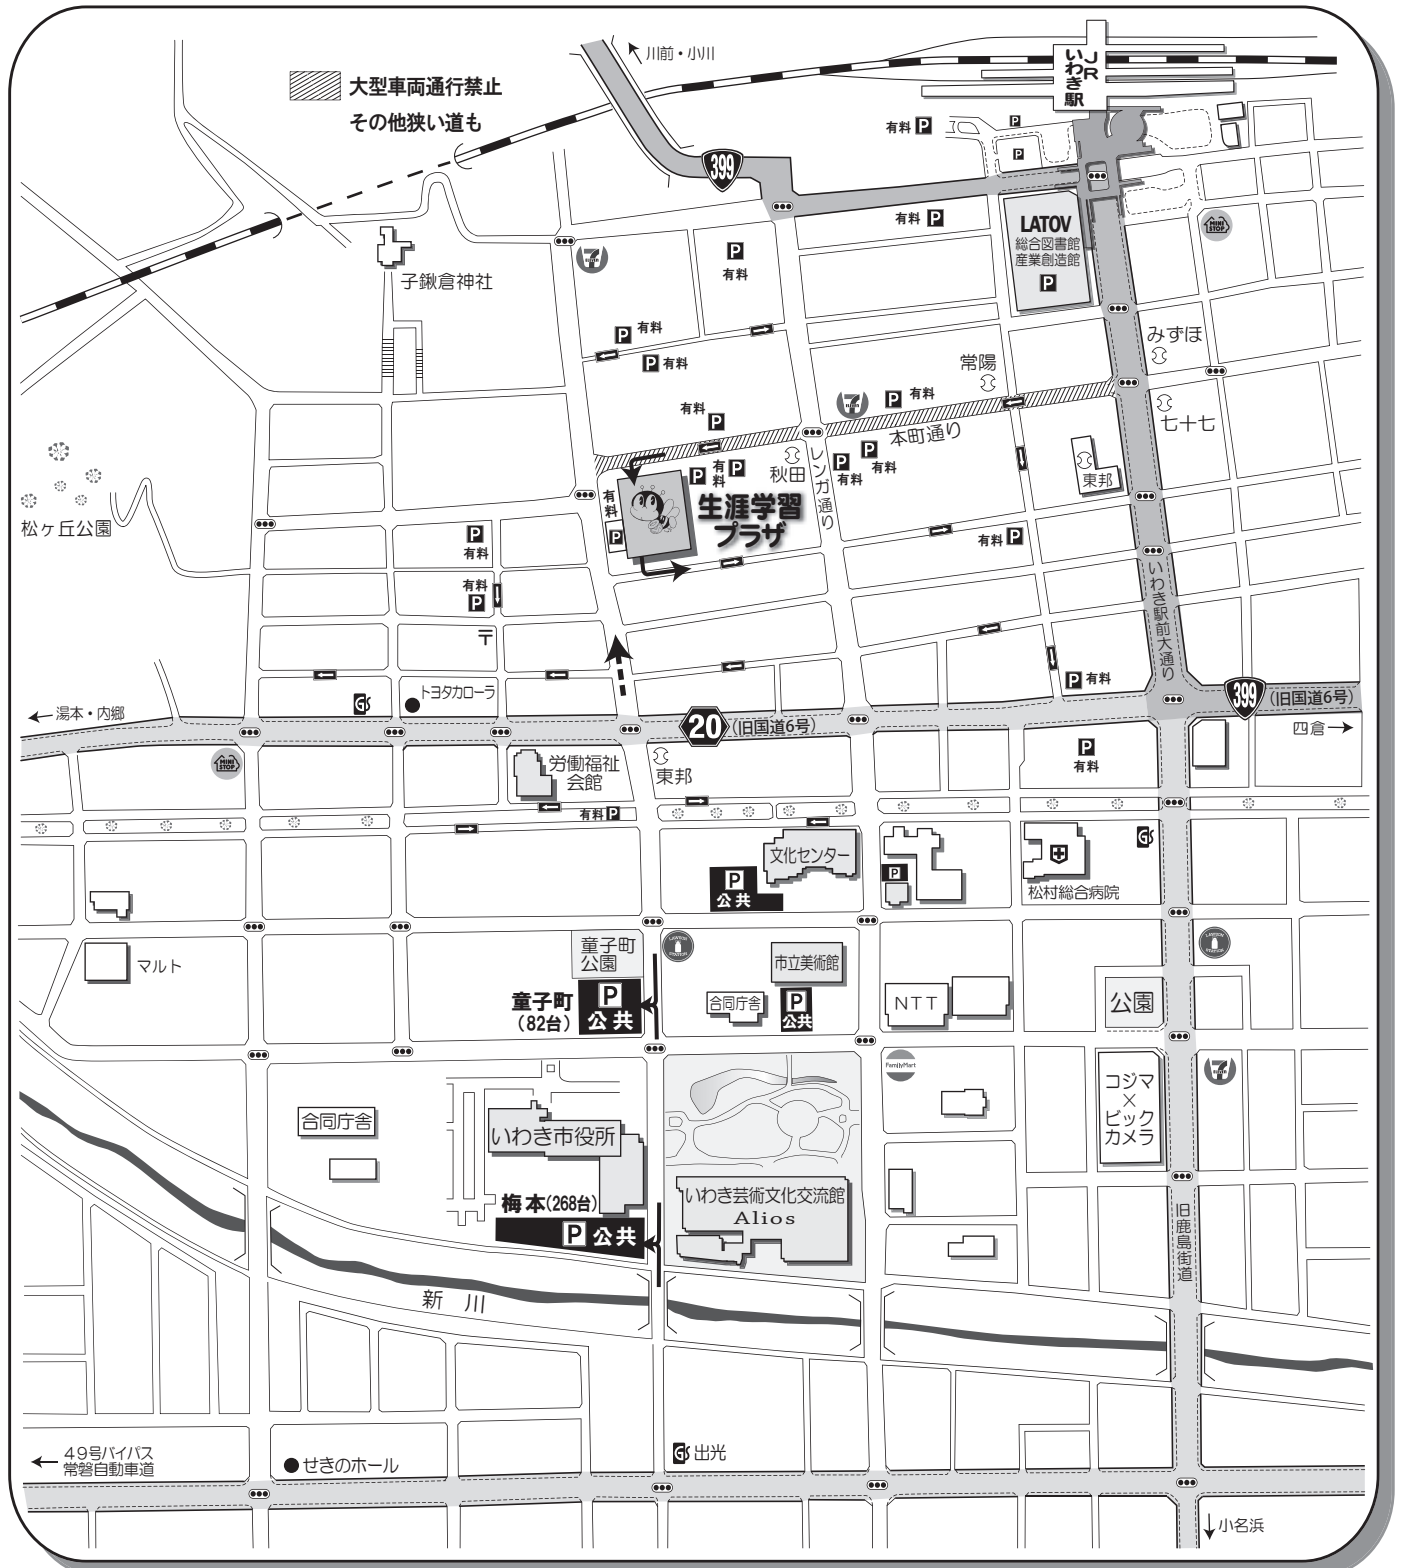 川前・小川
JR
いわき駅
大型車両通行禁止
その他狭い道も
有料 P
P
P
399
有料 P
LATOV
総合図書館
産業創造館
P
MINI
STOP
P
有料
子鍬倉神社
P 有料
P 有料
みずほ
常陽
有料
P
P 有料
七十七
本町通り
レンガ通り
秋田
P
有料
P
P
有料
P
有料
東邦
有料
P
生涯学習
プラザ
松ヶ丘公園
P
有料
有料
P
有料 P
いわき駅前大通り
〒
トヨタカローラ
GS
P 有料
399
(旧国道6号)
湯本・内郷
20
(旧国道6号)
四倉
MINI
STOP
労働福祉
会館
東邦
P
有料
有料 P
文化センター
P
公共
P
GS
松村総合病院
マルト
童子町
公園
LAWSON
STATION
市立美術館
LAWSON
STATION
童子町
(82台)
P
公共
合同庁舎
P
公共
NTT
公園
FamilyMart
コジマ
×
ビック
カメラ
合同庁舎
いわき市役所
梅本(268台)
P 公共
いわき芸術文化交流館
Alios
旧鹿島街道
新川
49号バイパス
常磐自動車道
せきのホール
GS 出光
小名浜